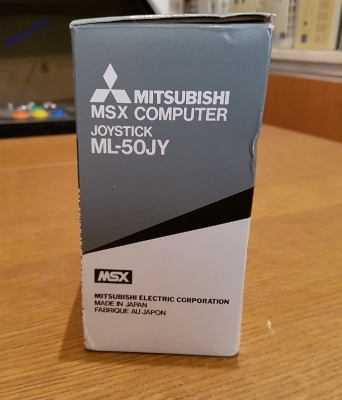 MITSUBISHI
MSX COMPUTER
JOYSTICK
ML-50JY
MSX
MITSUBISHI ELECTRIC CORPORATION
MADE IN JAPAN
FABRIQUE AU JAPON